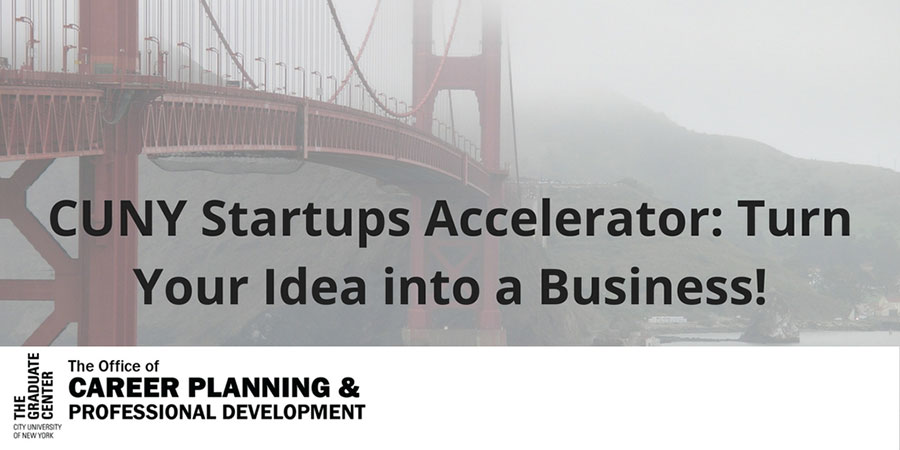 CUNY Startups Accelerator: Turn
Your Idea into a Business!
THE
GRADUATE
CENTER
CITY UNIVERSITY
OF NEW YORK
The Office of
CAREER PLANNING &
PROFESSIONAL DEVELOPMENT